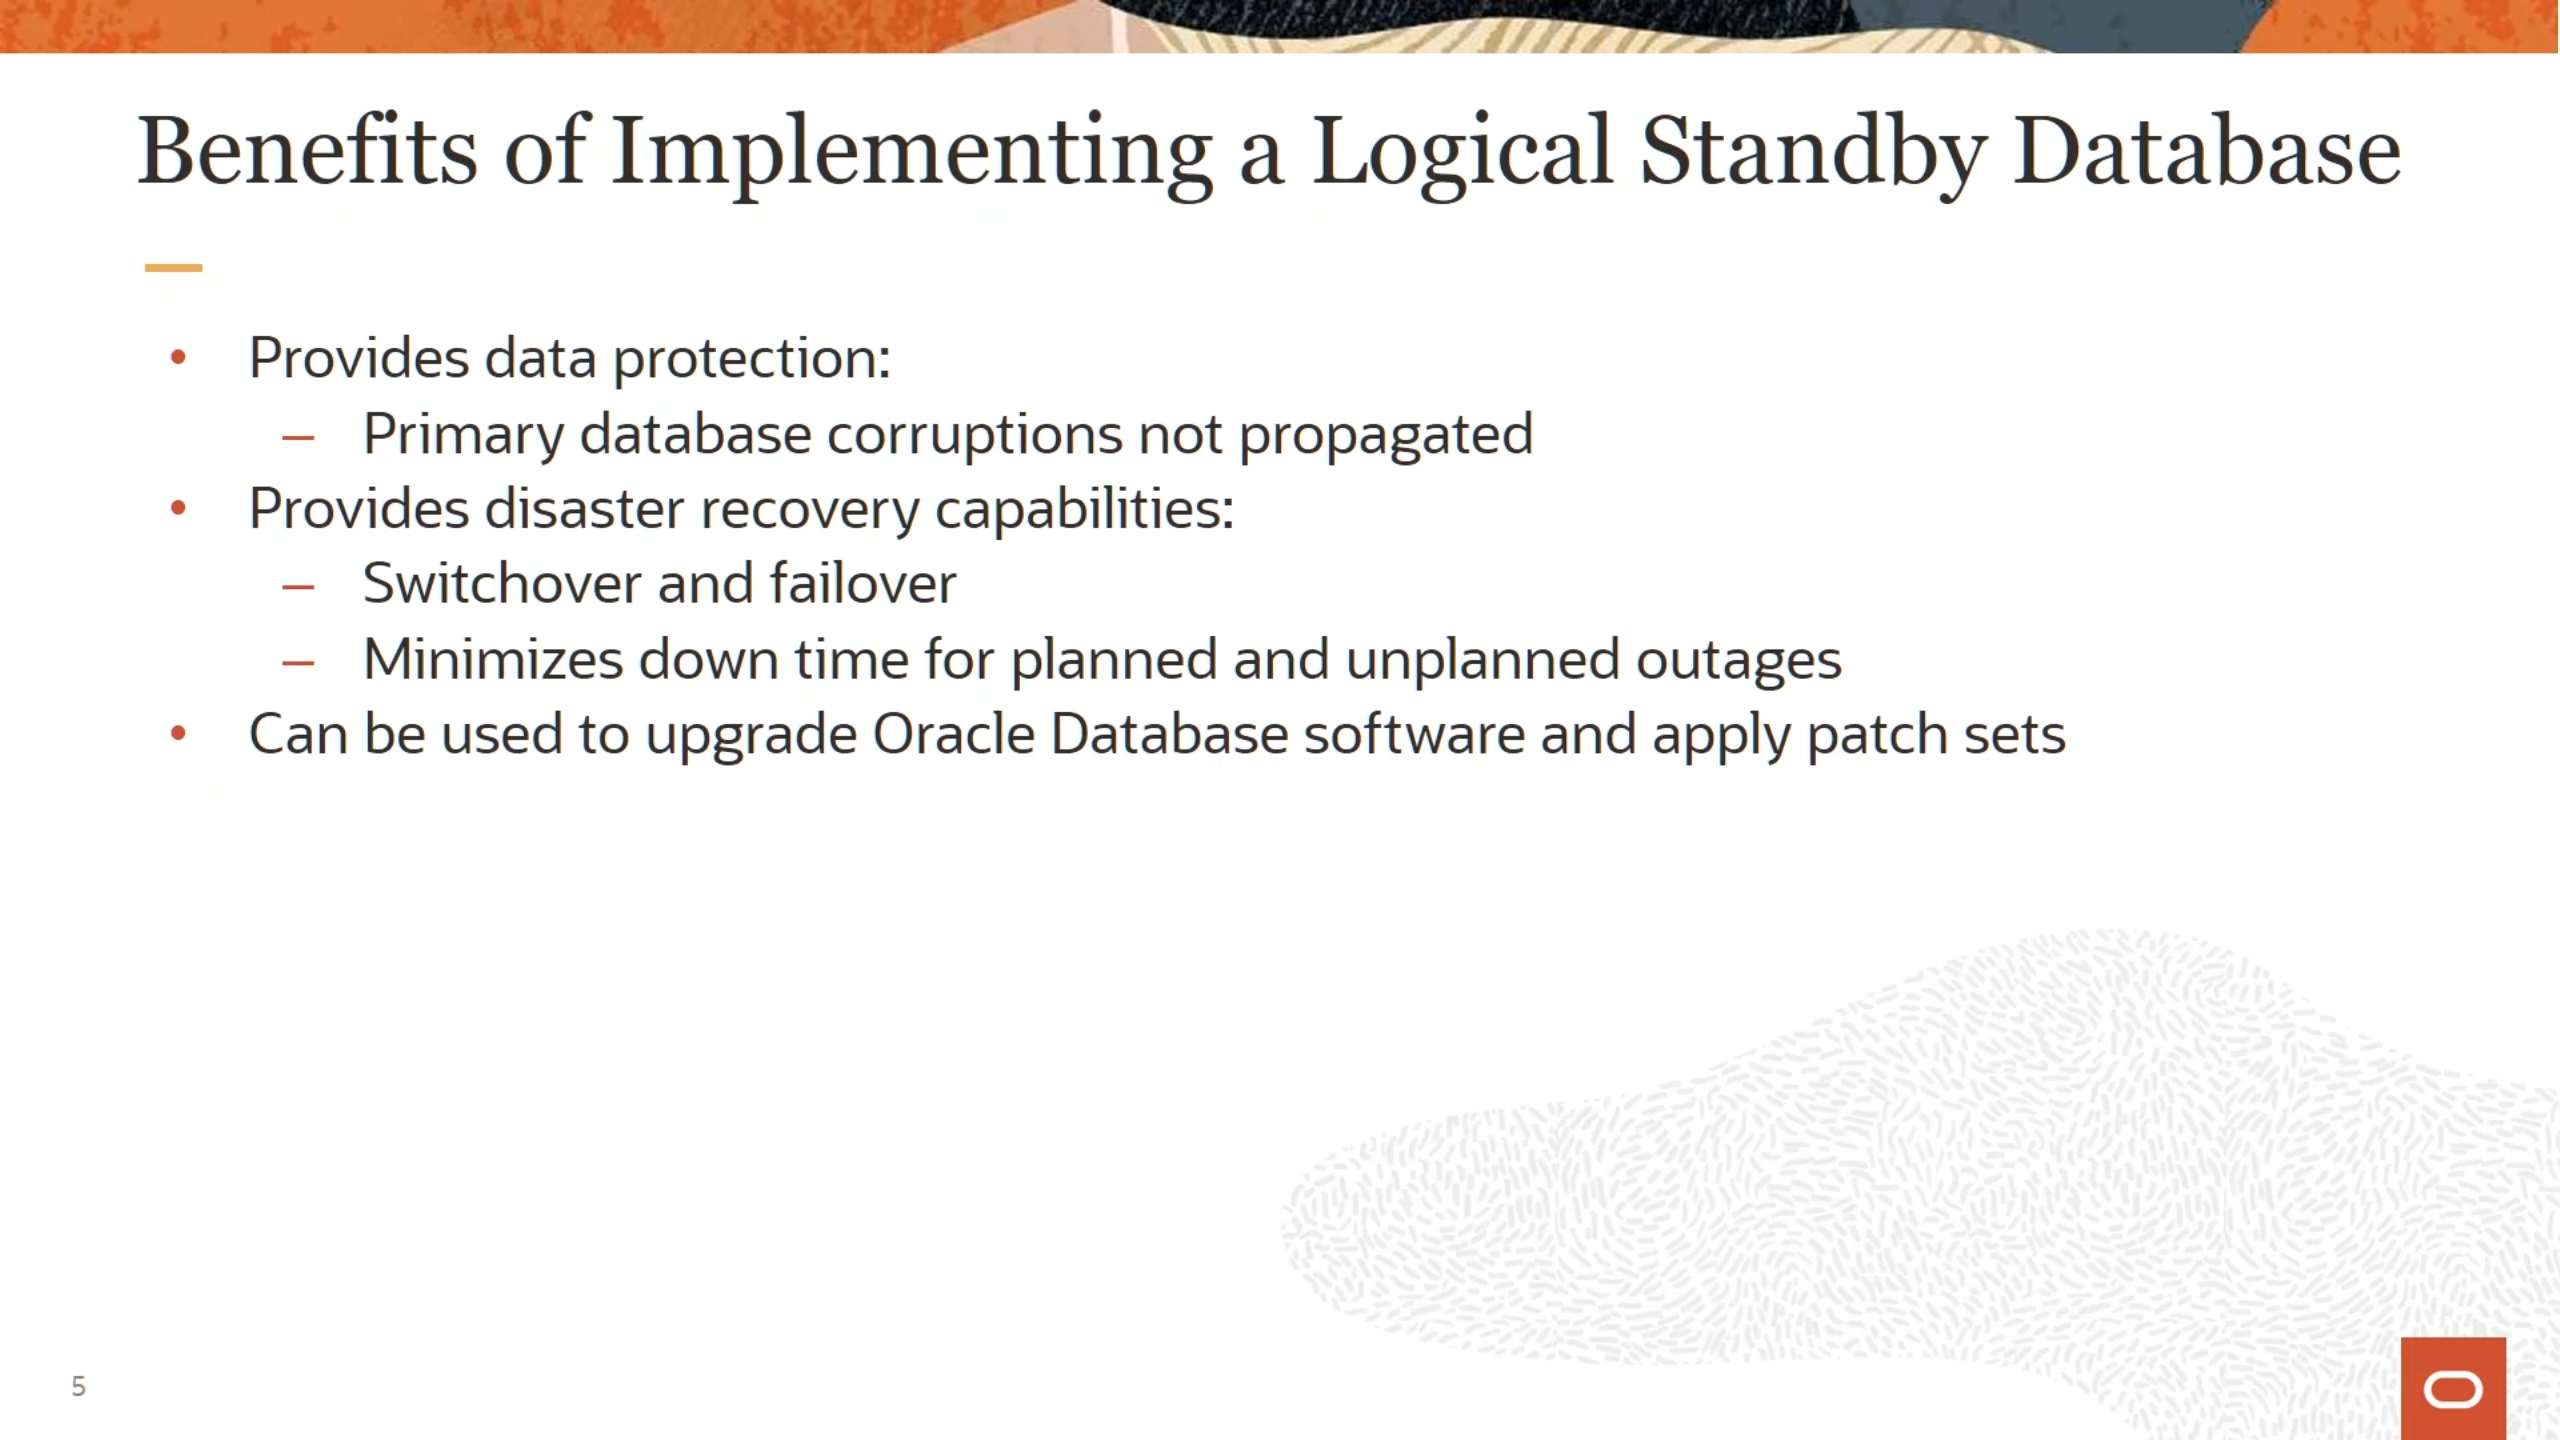 Benefits of Implementing a Logical Standby Database
• Provides data protection:
– Primary database corruptions not propagated
• Provides disaster recovery capabilities:
– Switchover and failover
– Minimizes down time for planned and unplanned outages
• Can be used to upgrade Oracle Database software and apply patch sets
5